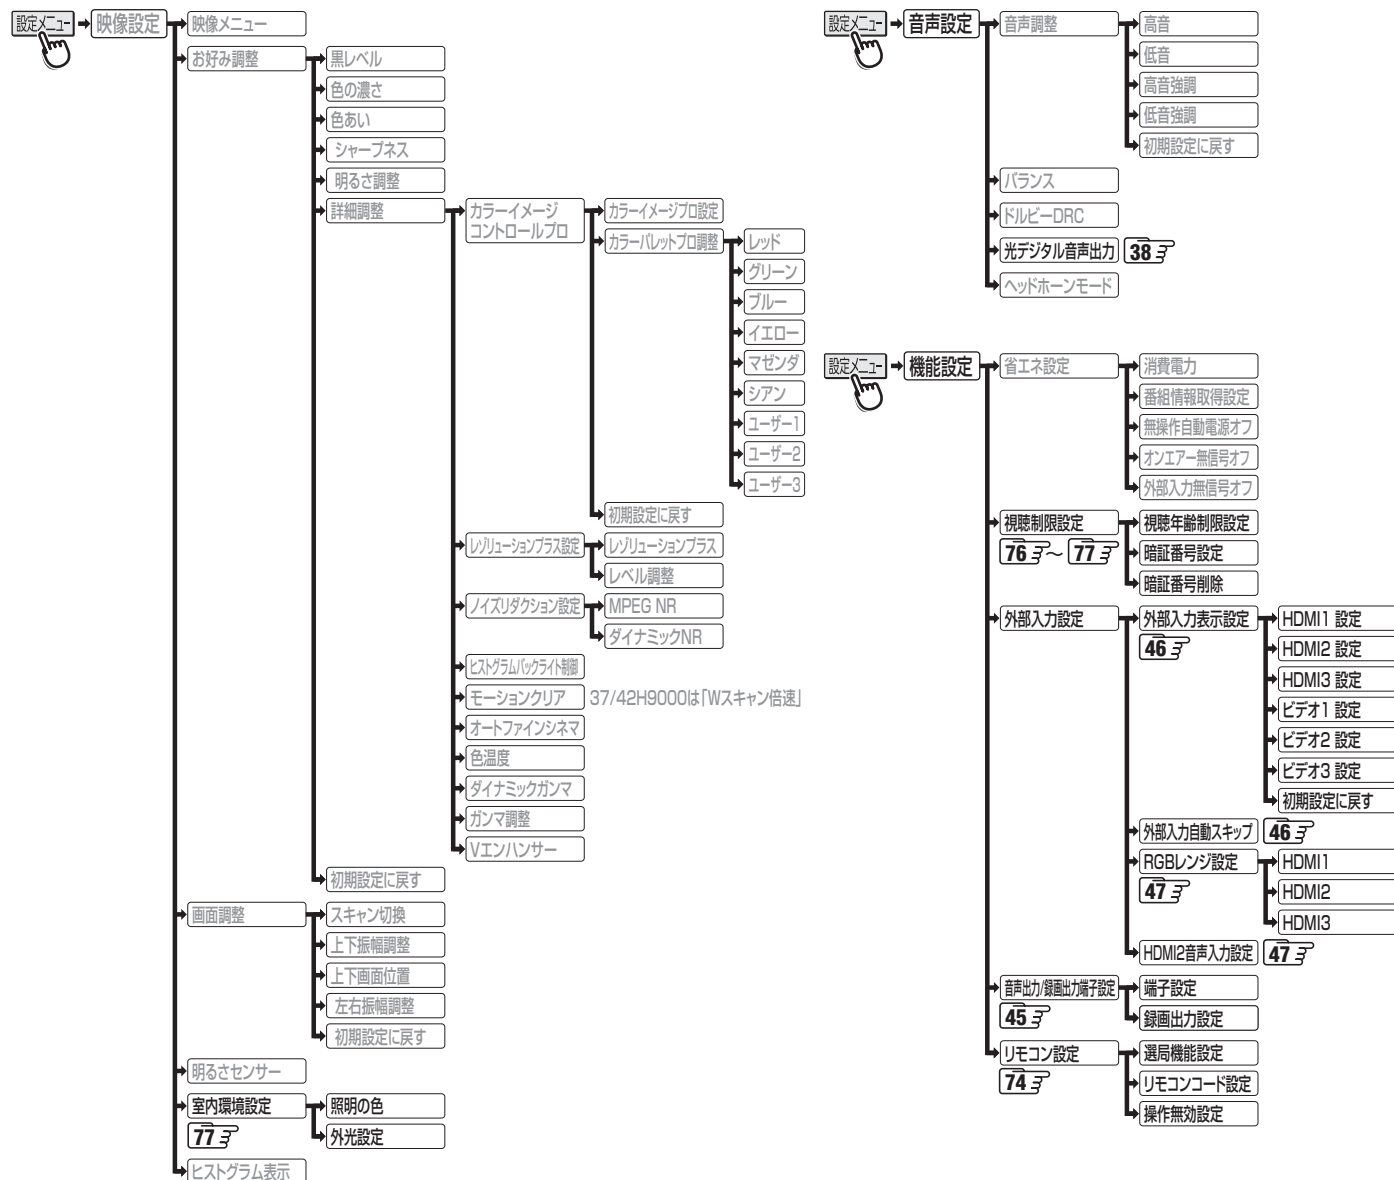 設定メニュー
映像設定
映像メニュー
お好み調整
黒レベル
色の濃さ
色あい
シャープネス
明るさ調整
詳細調整
カラーイメージ
コントロールプロ
カラーイメージプロ設定
カラーパレットプロ調整
レッド
グリーン
ブルー
イエロー
マゼンダ
シアン
ユーザー1
ユーザー2
ユーザー3
初期設定に戻す
レゾリューションプラス設定
レゾリューションプラス
レベル調整
ノイズリダクション設定
MPEG NR
ダイナミックNR
ヒストグラムバックライト制御
モーションクリア
37/42H9000は「Wスキャン倍速」
オートファインシネマ
色温度
ダイナミックガンマ
ガンマ調整
Vエンハンサー
初期設定に戻す
画面調整
スキャン切換
上下振幅調整
上下画面位置
左右振幅調整
初期設定に戻す
明るさセンサー
室内環境設定
77
照明の色
外光設定
ヒストグラム表示
設定メニュー
音声設定
音声調整
高音
低音
高音強調
低音強調
初期設定に戻す
バランス
ドルビーDRC
光デジタル音声出力 38
ヘッドホーンモード
設定メニュー
機能設定
省エネ設定
消費電力
番組情報取得設定
無操作自動電源オフ
オンエアー無信号オフ
外部入力無信号オフ
視聴制限設定
76 ～ 77
視聴年齢制限設定
暗証番号設定
暗証番号削除
外部入力設定
外部入力表示設定
46
HDMI1 設定
HDMI2 設定
HDMI3 設定
ビデオ1 設定
ビデオ2 設定
ビデオ3 設定
初期設定に戻す
外部入力自動スキップ 46
RGBレンジ設定
47
HDMI1
HDMI2
HDMI3
HDMI2音声入力設定 47
音声出力/録画出力端子設定
45
端子設定
録画出力設定
リモコン設定
74
選局機能設定
リモコンコード設定
操作無効設定